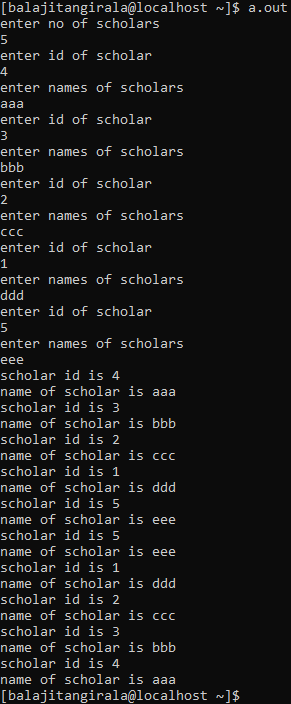 [balajitangirala@localhost ~]$ a.out
enter no of scholars
5
enter id of scholar
4
enter names of scholars
aaa
enter id of scholar
3
enter names of scholars
bbb
enter id of scholar
2
enter names of scholars
ccc
enter id of scholar
1
enter names of scholars
ddd
enter id of scholar
5
enter names of scholars
eee
scholar id is 4
name of scholar is aaa
scholar id is 3
name of scholar is bbb
scholar id is 2
name of scholar is ccc
scholar id is 1
name of scholar is ddd
scholar id is 5
name of scholar is eee
scholar id is 5
name of scholar is eee
scholar id is 1
name of scholar is ddd
scholar id is 2
name of scholar is ccc
scholar id is 3
name of scholar is bbb
scholar id is 4
name of scholar is aaa
[balajitangirala@localhost ~]$